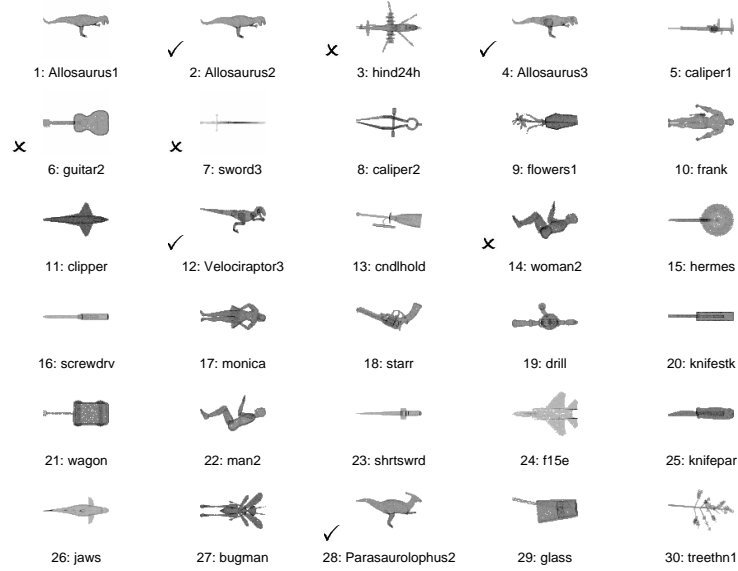 1: Allosaurus1
2: Allosaurus2
3: hind24h
4: Allosaurus3
5: caliper1
6: guitar2
7: sword3
8: caliper2
9: flowers1
10: frank
11: clipper
12: Velociraptor3
13: cndlhold
14: woman2
15: hermes
16: screwdrv
17: monica
18: starr
19: drill
20: knifestk
21: wagon
22: man2
23: shrtswrd
24: f15e
25: knifepar
26: jaws
27: bugman
28: Parasaurolophus2
29: glass
30: treethn1